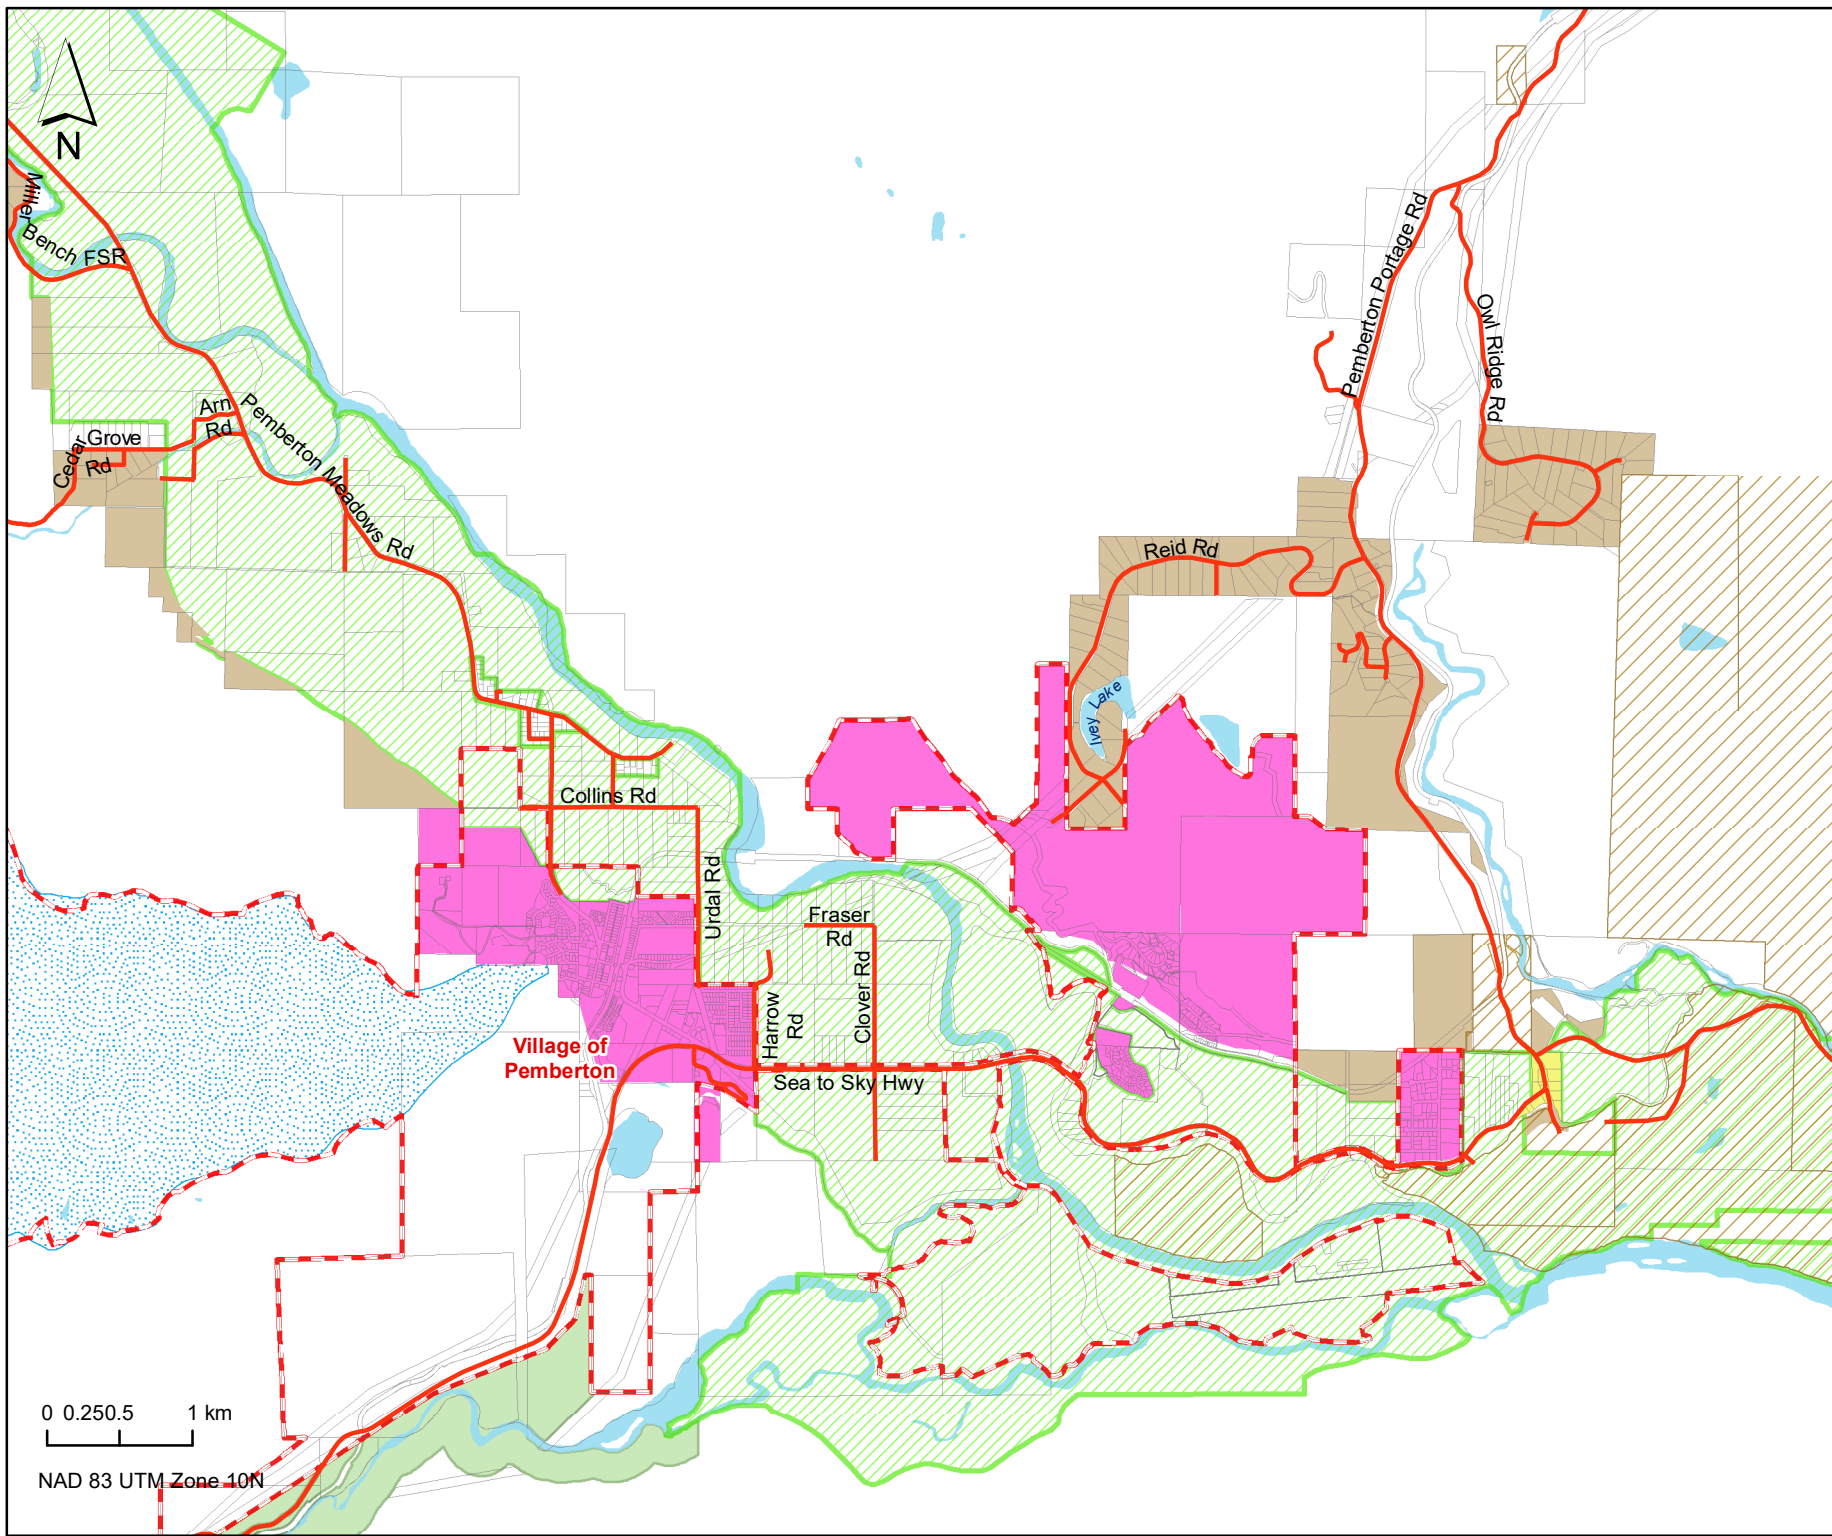 N
Miller
Bench FSR
Arn
Rd
Grove
Cedar
Rd
Pemberton Meadows Rd
Pemberton Portage Rd
Owl Ridge Rd
Reid Rd
Ivey Lake
Collins Rd
Urdal Rd
Fraser
Rd
Clover Rd
Harrow
Rd
Village of
Pemberton
Sea to Sky Hwy
0 0.250.5 1 km
NAD 83 UTM Zone 10N